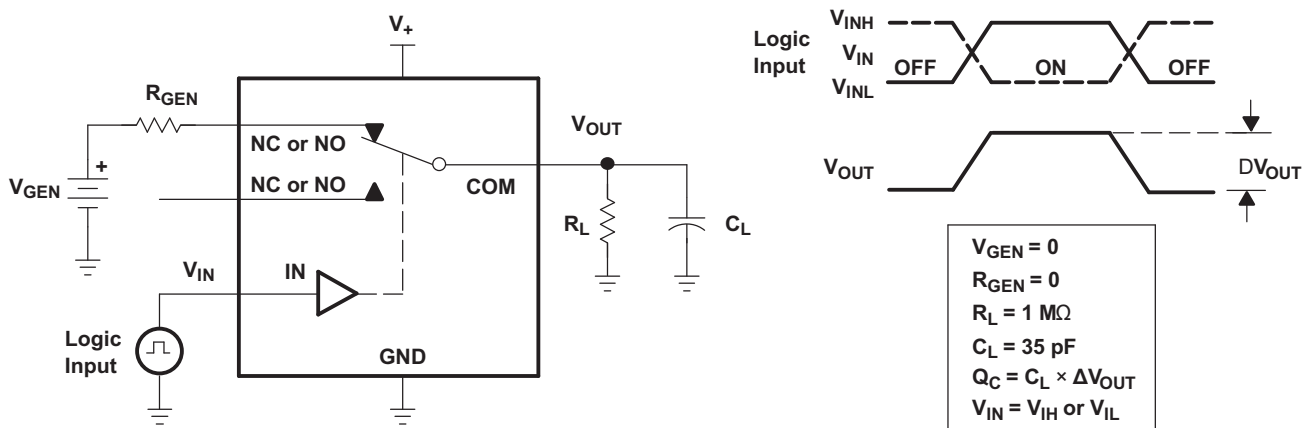 V+
RGEN
NC or NO
VOUT
+
VGEN
NC or NO
COM
RL
CL
VIN
IN
Logic
Input
GND
VINH
Logic
Input
VIN
OFF
ON
OFF
VINL
VOUT
DVOUT
VGEN = 0
RGEN = 0
RL = 1 MΩ
CL = 35 pF
QC = CL × ΔVOUT
VIN = VIH or VIL